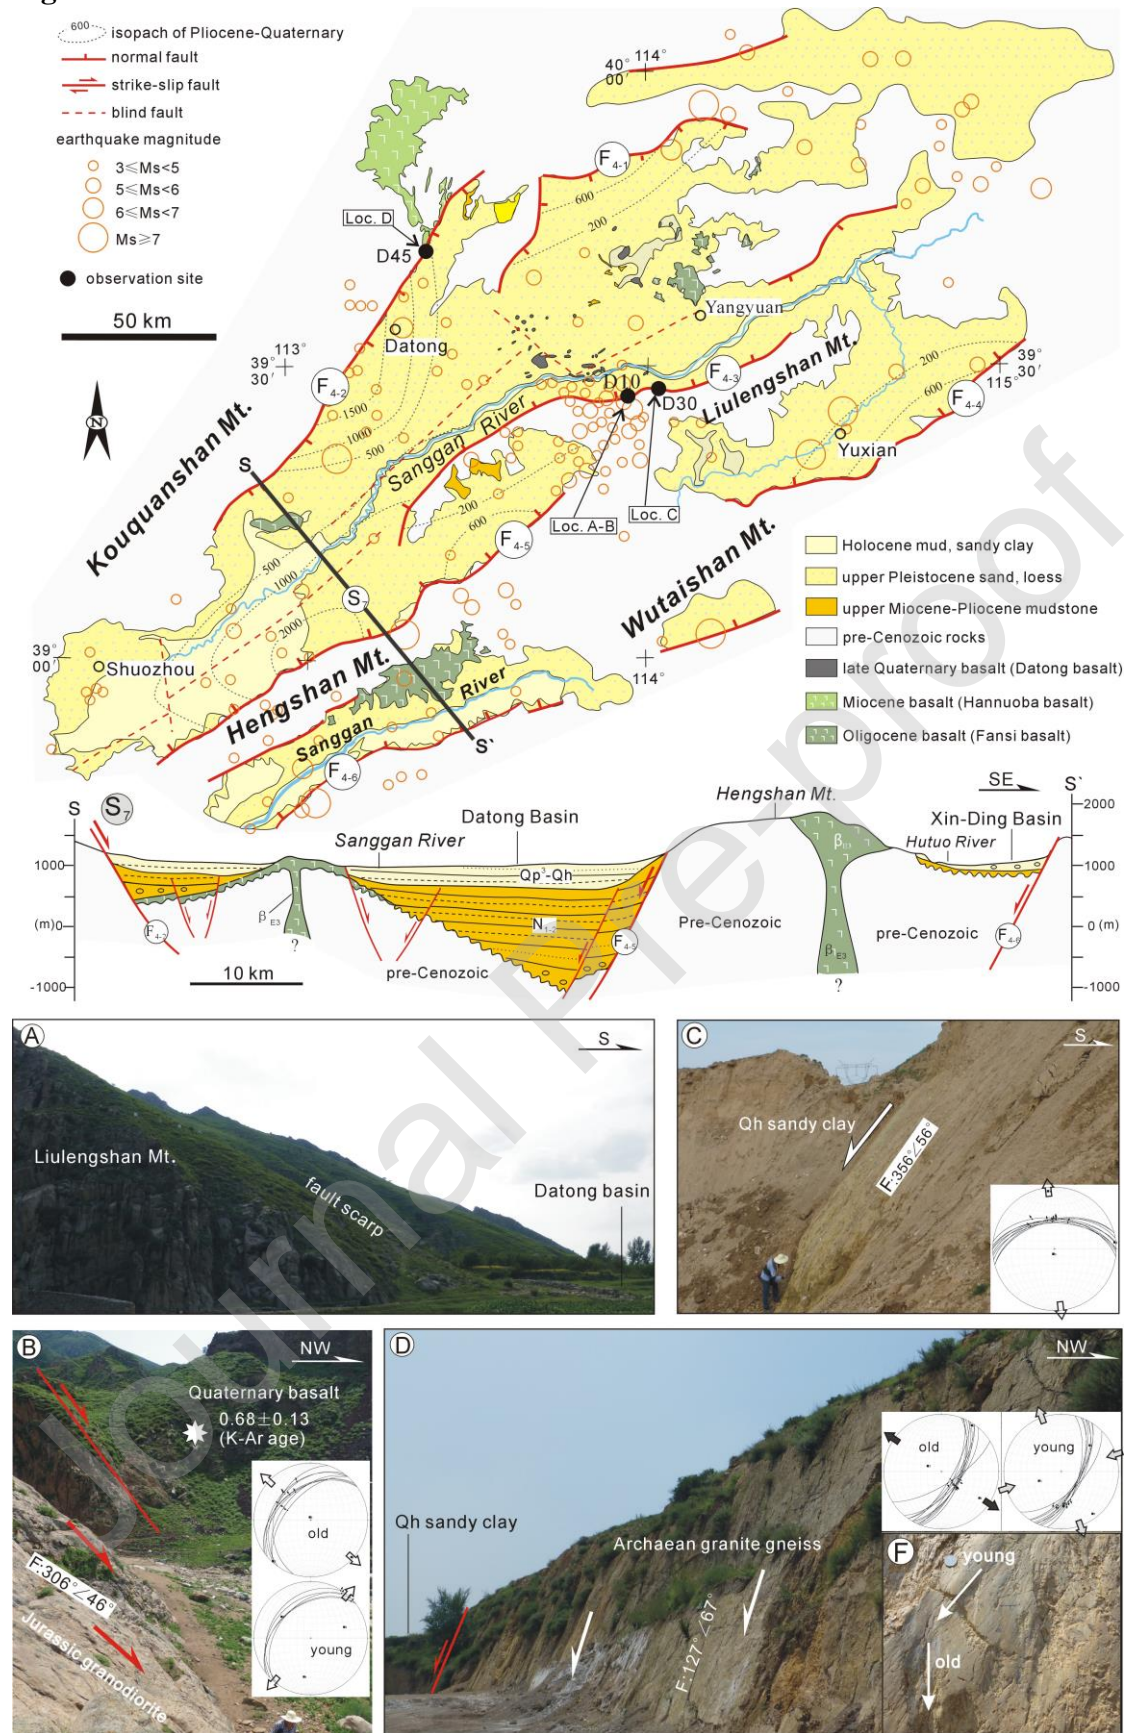 600
isopach of Pliocene-Quaternary
normal fault
strike-slip fault
blind fault
earthquake magnitude
3≤Ms<5
5≤Ms<6
6≤Ms<7
Ms≥7
observation site
50 km
N
40°
00′
114°
F4-1
600
200
Loc. D
D45
Datong
113°
39°
30′
F4-2
1500
1000
500
Yangyuan
Sanggan River
D10
D30
F4-3
Liulengshan Mt.
200
600
39°
30′
115°
F4-4
Yuxian
Kouquanshan Mt.
S
200
600
F4-5
Loc. A-B
Loc. C
Wutaishan Mt.
500
1000
2000
S7
39°
00′
Shuozhou
114°
Hengshan Mt.
Sanggan River
F4-6
S`
Holocene mud, sandy clay
upper Pleistocene sand, loess
upper Miocene-Pliocene mudstone
pre-Cenozoic rocks
late Quaternary basalt (Datong basalt)
Miocene basalt (Hannuoba basalt)
Oligocene basalt (Fansi basalt)
S
S7
Sanggan River
Datong Basin
Hengshan Mt.
SE
S`
Xin-Ding Basin
Hutuo River
2000
1000
0 (m)
-1000
1000
(m)0
-1000
Qp³-Qh
N1-2
βE3
?
βE3
βE3
?
F4-2
F4-5
F4-6
pre-Cenozoic
Pre-Cenozoic
pre-Cenozoic
10 km
A
S
Liulengshan Mt.
fault scarp
Datong basin
C
S
Qh sandy clay
F:356°∠56°
B
NW
Quaternary basalt
0.68±0.13
(K-Ar age)
old
young
F:306°∠46°
Jurassic granodiorite
D
NW
Qh sandy clay
Archaean granite gneiss
F:127°∠67°
old
young
F
young
old
Journal Pre-proof